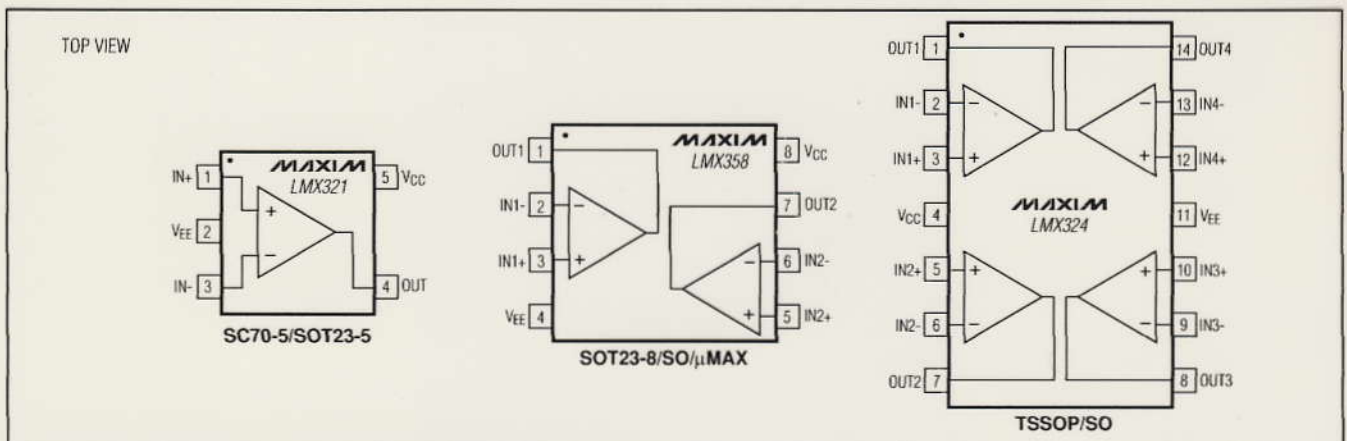 TOP VIEW
MAXIM
LMX321
IN+ 1
VEE 2
IN- 3
5 VCC
4 OUT
+
−
SC70-5/SOT23-5
MAXIM
LMX358
OUT1 1
IN1- 2
IN1+ 3
VEE 4
8 VCC
7 OUT2
6 IN2-
5 IN2+
−
+
−
+
SOT23-8/SO/μMAX
OUT1 1
IN1- 2
IN1+ 3
VCC 4
IN2+ 5
IN2- 6
OUT2 7
14 OUT4
13 IN4-
12 IN4+
11 VEE
10 IN3+
9 IN3-
8 OUT3
−
+
−
+
MAXIM
LMX324
+
−
+
−
TSSOP/SO